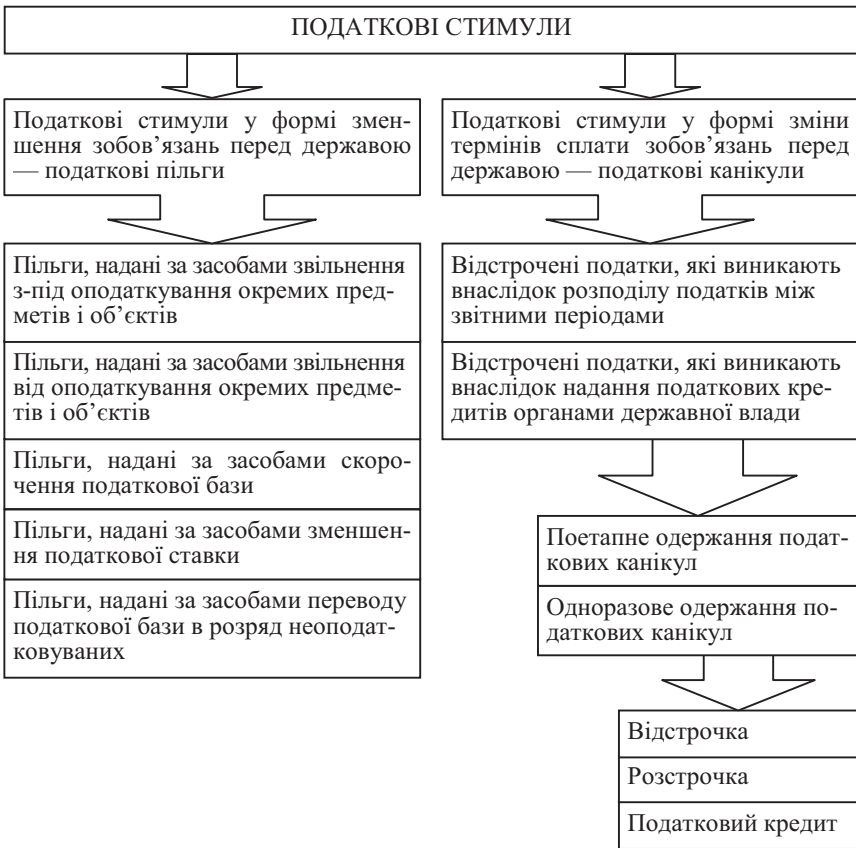 ПОДАТКОВІ СТИМУЛИ
Податкові стимули у формі змен-
шення зобов’язань перед державою
— податкові пільги
Податкові стимули у формі зміни
термінів сплати зобов’язань перед
державою — податкові канікули
Пільги, надані за засобами звільнення
з-під оподаткування окремих пред-
метів і об’єктів
Пільги, надані за засобами звільнення
від оподаткування окремих предме-
тів і об’єктів
Пільги, надані за засобами скоро-
чення податкової бази
Пільги, надані за засобами зменшен-
ня податкової ставки
Пільги, надані за засобами переводу
податкової бази в розряд неоподат-
ковуваних
Відстрочені податки, які виникають
внаслідок розподілу податків між
звітними періодами
Відстрочені податки, які виникають
внаслідок надання податкових кре-
дитів органами державної влади
Поетапне одержання подат-
кових канікул
Одноразове одержання по-
даткових канікул
Відстрочка
Розстрочка
Податковий кредит